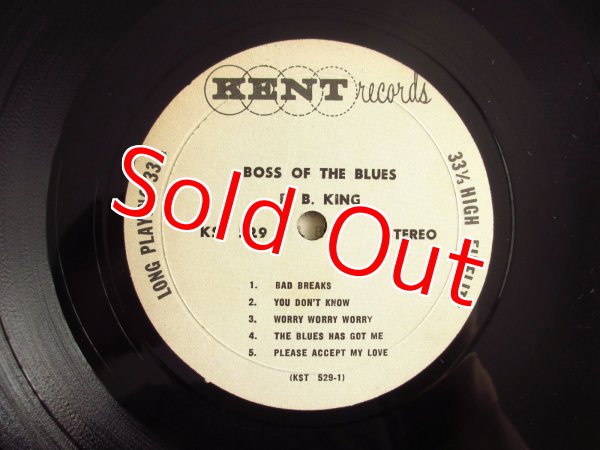 KENT records
BOSS OF THE BLUES
B. KING
TEREO
LONG PLAYING 33
33⅓ HIGH
Sold Out
1. BAD BREAKS
2. YOU DON'T KNOW
3. WORRY WORRY WORRY
4. THE BLUES HAS GOT ME
5. PLEASE ACCEPT MY LOVE
(KST 529-1)